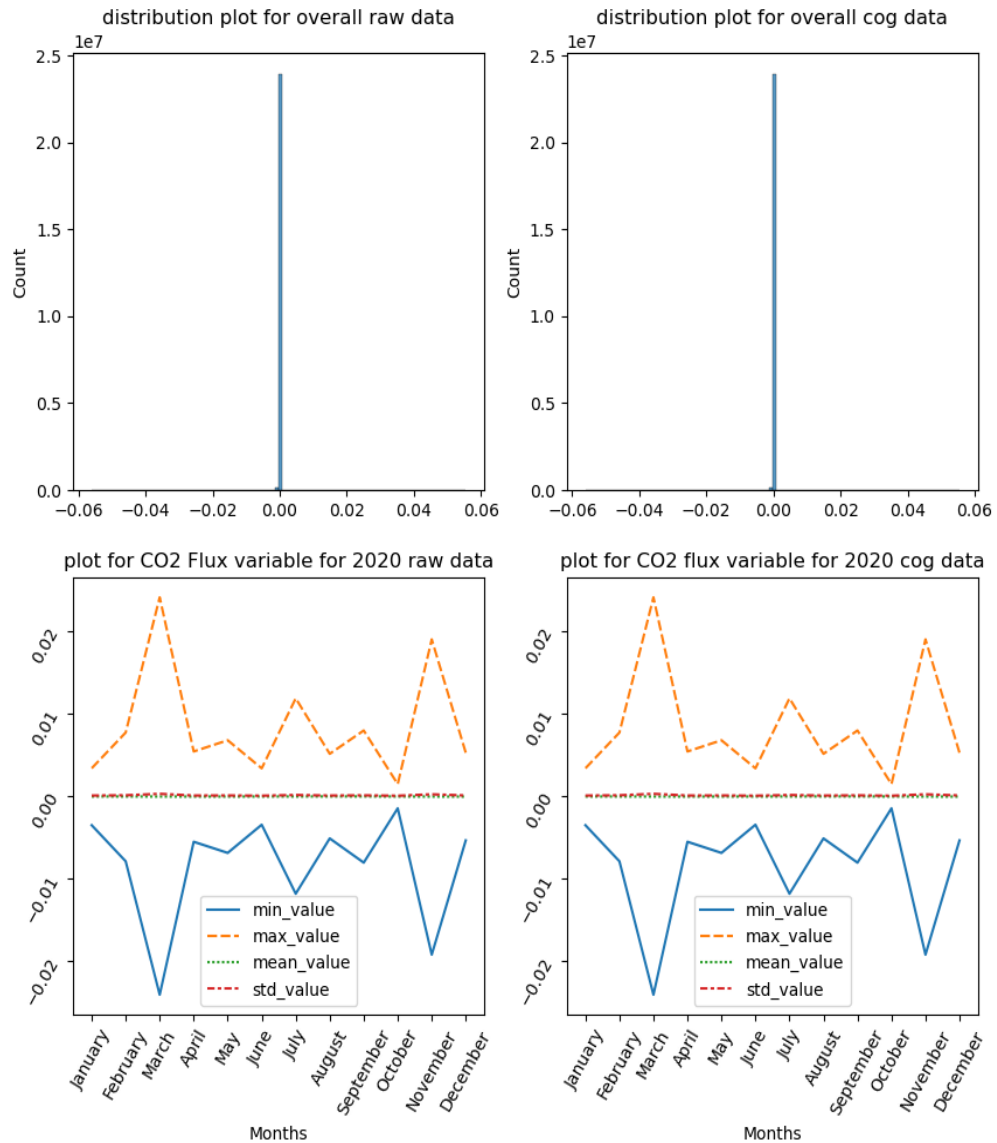 distribution plot for overall raw data
1e7
2.5
2.0
1.5
1.0
0.5
0.0
Count
−0.06 −0.04 −0.02 0.00 0.02 0.04 0.06
distribution plot for overall cog data
1e7
2.5
2.0
1.5
1.0
0.5
0.0
Count
−0.06 −0.04 −0.02 0.00 0.02 0.04 0.06
plot for CO2 Flux variable for 2020 raw data
0.02
0.01
0.00
−0.01
−0.02
min_value
max_value
mean_value
std_value
January February March April May June July August September October November December
Months
plot for CO2 flux variable for 2020 cog data
0.02
0.01
0.00
−0.01
−0.02
min_value
max_value
mean_value
std_value
January February March April May June July August September October November December
Months